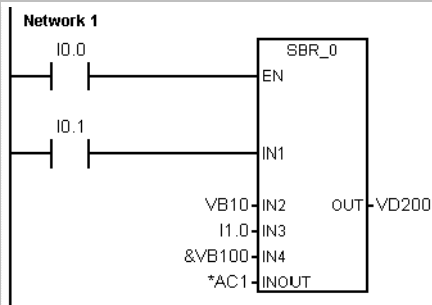 Network 1
I0.0
SBR_0
EN
I0.1
IN1
VB10 IN2 OUT VD200
I1.0 IN3
&VB100 IN4
*AC1 INOUT